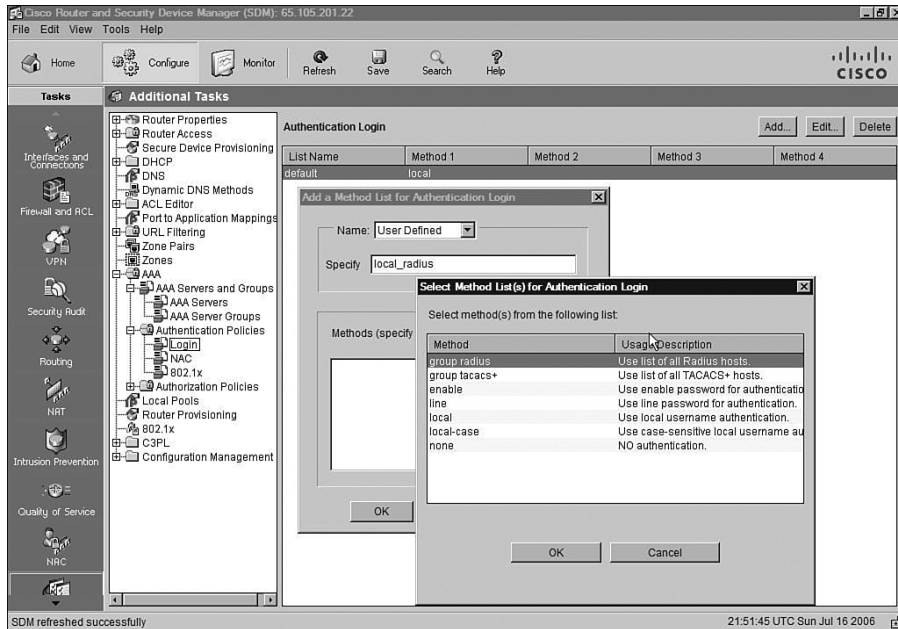 Cisco Router and Security Device Manager (SDM): 65.105.201.22
File Edit View Tools Help
Home Configure Monitor Refresh Save Search Help
CISCO
Tasks
Additional Tasks
Interfaces and Connections
Firewall and ACL
VPN
Security Audit
Routing
NAT
Intrusion Prevention
Quality of Service
NAC
Router Properties
Router Access
Secure Device Provisioning
DHCP
DNS
Dynamic DNS Methods
ACL Editor
Port to Application Mappings
URL Filtering
Zone Pairs
Zones
AAA
AAA Servers and Groups
AAA Servers
AAA Server Groups
Authentication Policies
Login
NAC
802.1x
Authorization Policies
Local Pools
Router Provisioning
802.1x
C3PL
Configuration Management
Authentication Login
Add... Edit... Delete
List Name Method 1 Method 2 Method 3 Method 4
default local
Add a Method List for Authentication Login
Name: User Defined
Specify local_radius
Methods (specify
OK
Select Method List(s) for Authentication Login
Select method(s) from the following list:
Method Usage Description
group radius Use list of all Radius hosts.
group tacacs+ Use list of all TACACS+ hosts.
enable Use enable password for authenticatio
line Use line password for authentication.
local Use local username authentication.
local-case Use case-sensitive local username au
none NO authentication.
OK Cancel
SDM refreshed successfully
21:51:45 UTC Sun Jul 16 2006